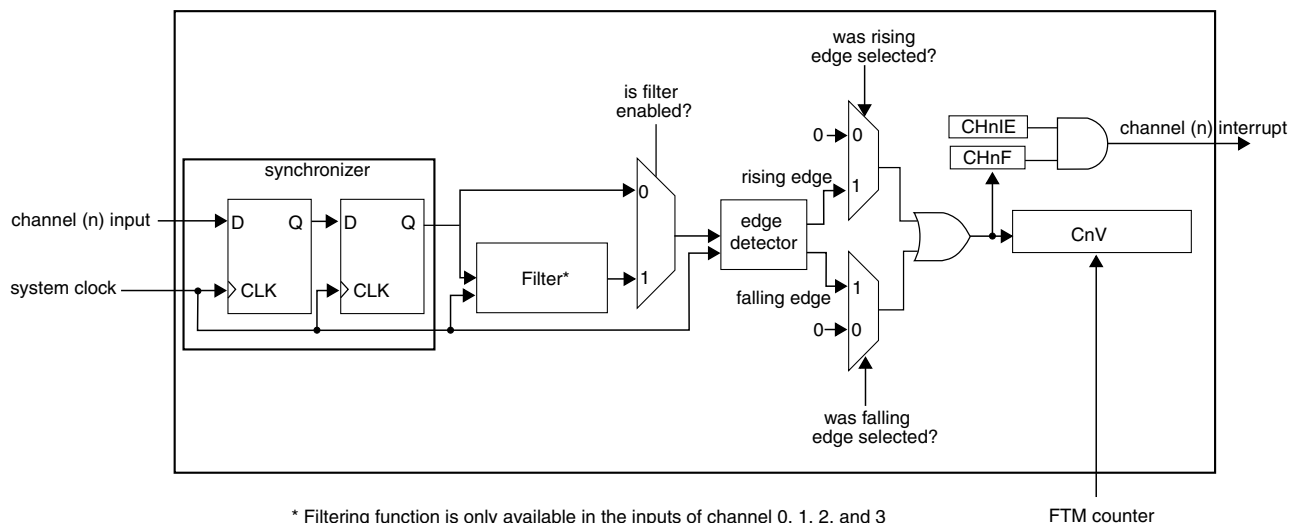 was rising
edge selected?
is filter
enabled?
0
0
CHnIE
channel (n) interrupt
CHnF
synchronizer
rising edge
1
0
channel (n) input
D
Q
D
Q
edge
detector
CnV
Filter*
1
system clock
CLK
CLK
falling edge
1
0
0
was falling
edge selected?
* Filtering function is only available in the inputs of channel 0, 1, 2, and 3
FTM counter